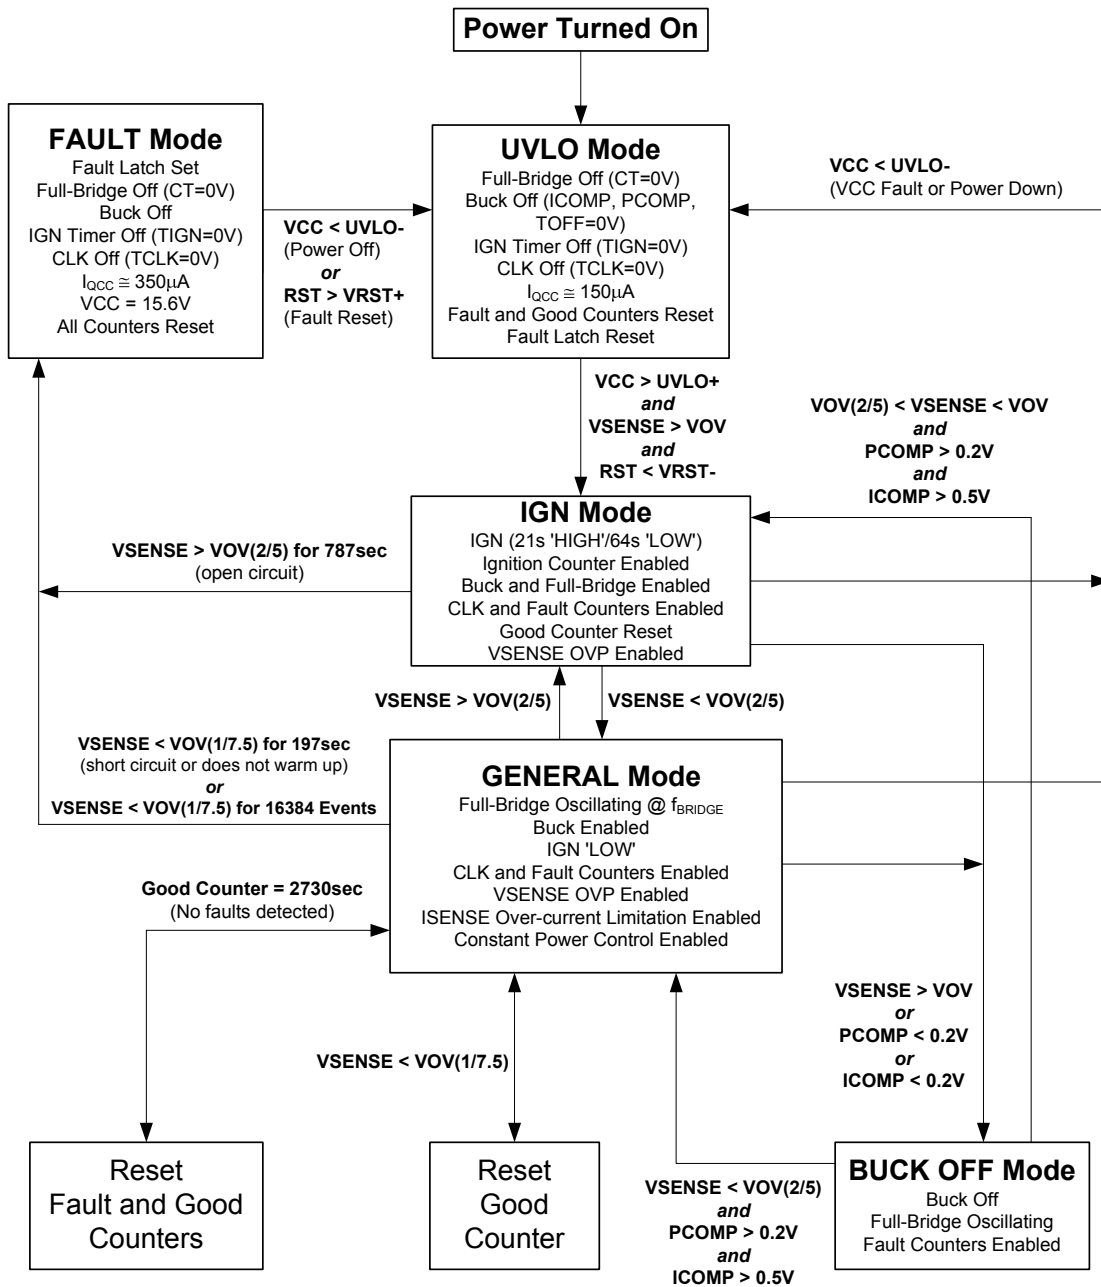 Power Turned On
FAULT Mode
Fault Latch Set
Full-Bridge Off (CT=0V)
Buck Off
IGN Timer Off (TIGN=0V)
CLK Off (TCLK=0V)
IQCC ≅ 350μA
VCC = 15.6V
All Counters Reset
VCC < UVLO-
(Power Off)
or
RST > VRST+
(Fault Reset)
UVLO Mode
Full-Bridge Off (CT=0V)
Buck Off (ICOMP, PCOMP,
TOFF=0V)
IGN Timer Off (TIGN=0V)
CLK Off (TCLK=0V)
IQCC ≅ 150μA
Fault and Good Counters Reset
Fault Latch Reset
VCC < UVLO-
(VCC Fault or Power Down)
VCC > UVLO+
and
VSENSE > VOV
and
RST < VRST-
VOV(2/5) < VSENSE < VOV
and
PCOMP > 0.2V
and
ICOMP > 0.5V
IGN Mode
IGN (21s 'HIGH'/64s 'LOW')
Ignition Counter Enabled
Buck and Full-Bridge Enabled
CLK and Fault Counters Enabled
Good Counter Reset
VSENSE OVP Enabled
VSENSE > VOV(2/5) for 787sec
(open circuit)
VSENSE > VOV(2/5)
VSENSE < VOV(2/5)
VSENSE < VOV(1/7.5) for 197sec
(short circuit or does not warm up)
or
VSENSE < VOV(1/7.5) for 16384 Events
GENERAL Mode
Full-Bridge Oscillating @ fBRIDGE
Buck Enabled
IGN 'LOW'
CLK and Fault Counters Enabled
VSENSE OVP Enabled
ISENSE Over-current Limitation Enabled
Constant Power Control Enabled
Good Counter = 2730sec
(No faults detected)
VSENSE < VOV(1/7.5)
VSENSE > VOV
or
PCOMP < 0.2V
or
ICOMP < 0.2V
Reset
Fault and Good
Counters
Reset
Good
Counter
VSENSE < VOV(2/5)
and
PCOMP > 0.2V
and
ICOMP > 0.5V
BUCK OFF Mode
Buck Off
Full-Bridge Oscillating
Fault Counters Enabled